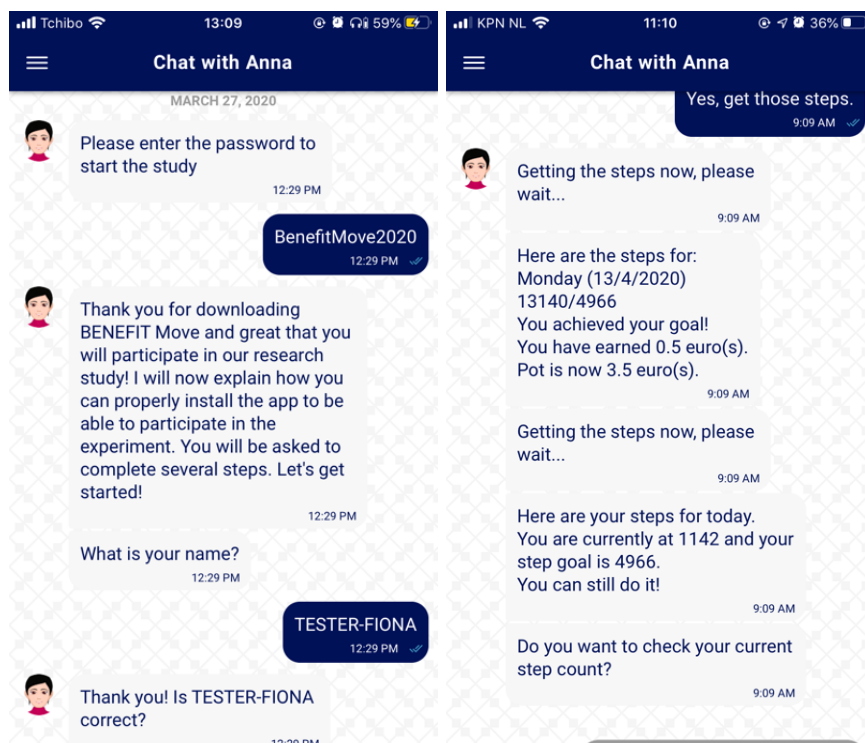 Tchibo 13:09 59%
Chat with Anna
MARCH 27, 2020
Please enter the password to
start the study
12:29 PM
BenefitMove2020
12:29 PM
Thank you for downloading
BENEFIT Move and great that you
will participate in our research
study! I will now explain how you
can properly install the app to be
able to participate in the
experiment. You will be asked to
complete several steps. Let's get
started!
12:29 PM
What is your name?
12:29 PM
TESTER-FIONA
12:29 PM
Thank you! Is TESTER-FIONA
correct?
12:29 PM
KPN NL 11:10 36%
Chat with Anna
Yes, get those steps.
9:09 AM
Getting the steps now, please
wait...
9:09 AM
Here are the steps for:
Monday (13/4/2020)
13140/4966
You achieved your goal!
You have earned 0.5 euro(s).
Pot is now 3.5 euro(s).
9:09 AM
Getting the steps now, please
wait...
9:09 AM
Here are your steps for today.
You are currently at 1142 and your
step goal is 4966.
You can still do it!
9:09 AM
Do you want to check your current
step count?
9:09 AM